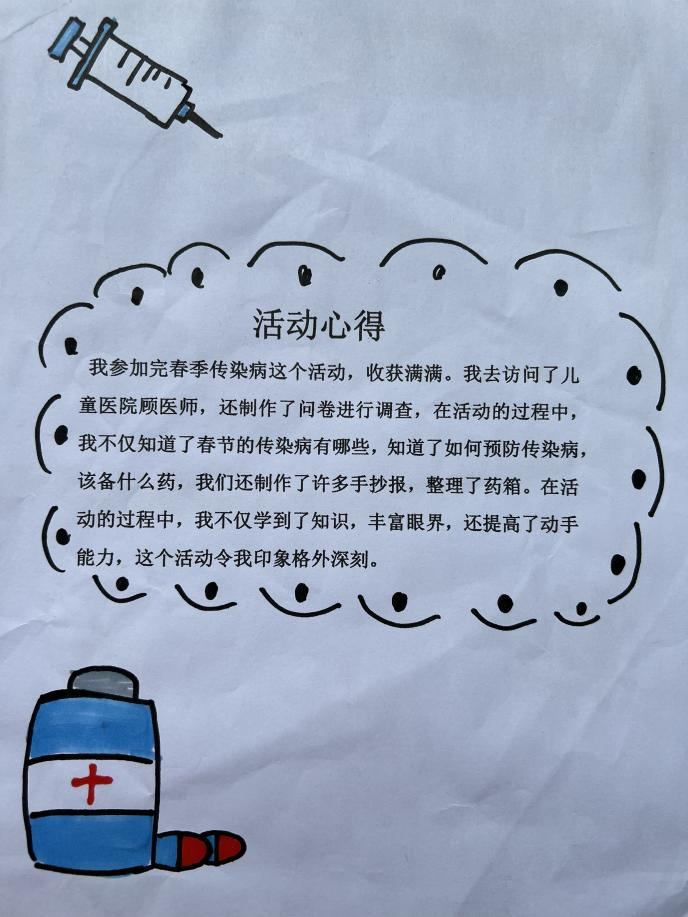 活动心得
我参加完春季传染病这个活动，收获满满。我去访问了儿
童医院顾医师，还制作了问卷进行调查，在活动的过程中，
我不仅知道了春节的传染病有哪些，知道了如何预防传染病，
该备什么药，我们还制作了许多手抄报，整理了药箱。在活
动的过程中，我不仅学到了知识，丰富眼界，还提高了动手
能力，这个活动令我印象格外深刻。